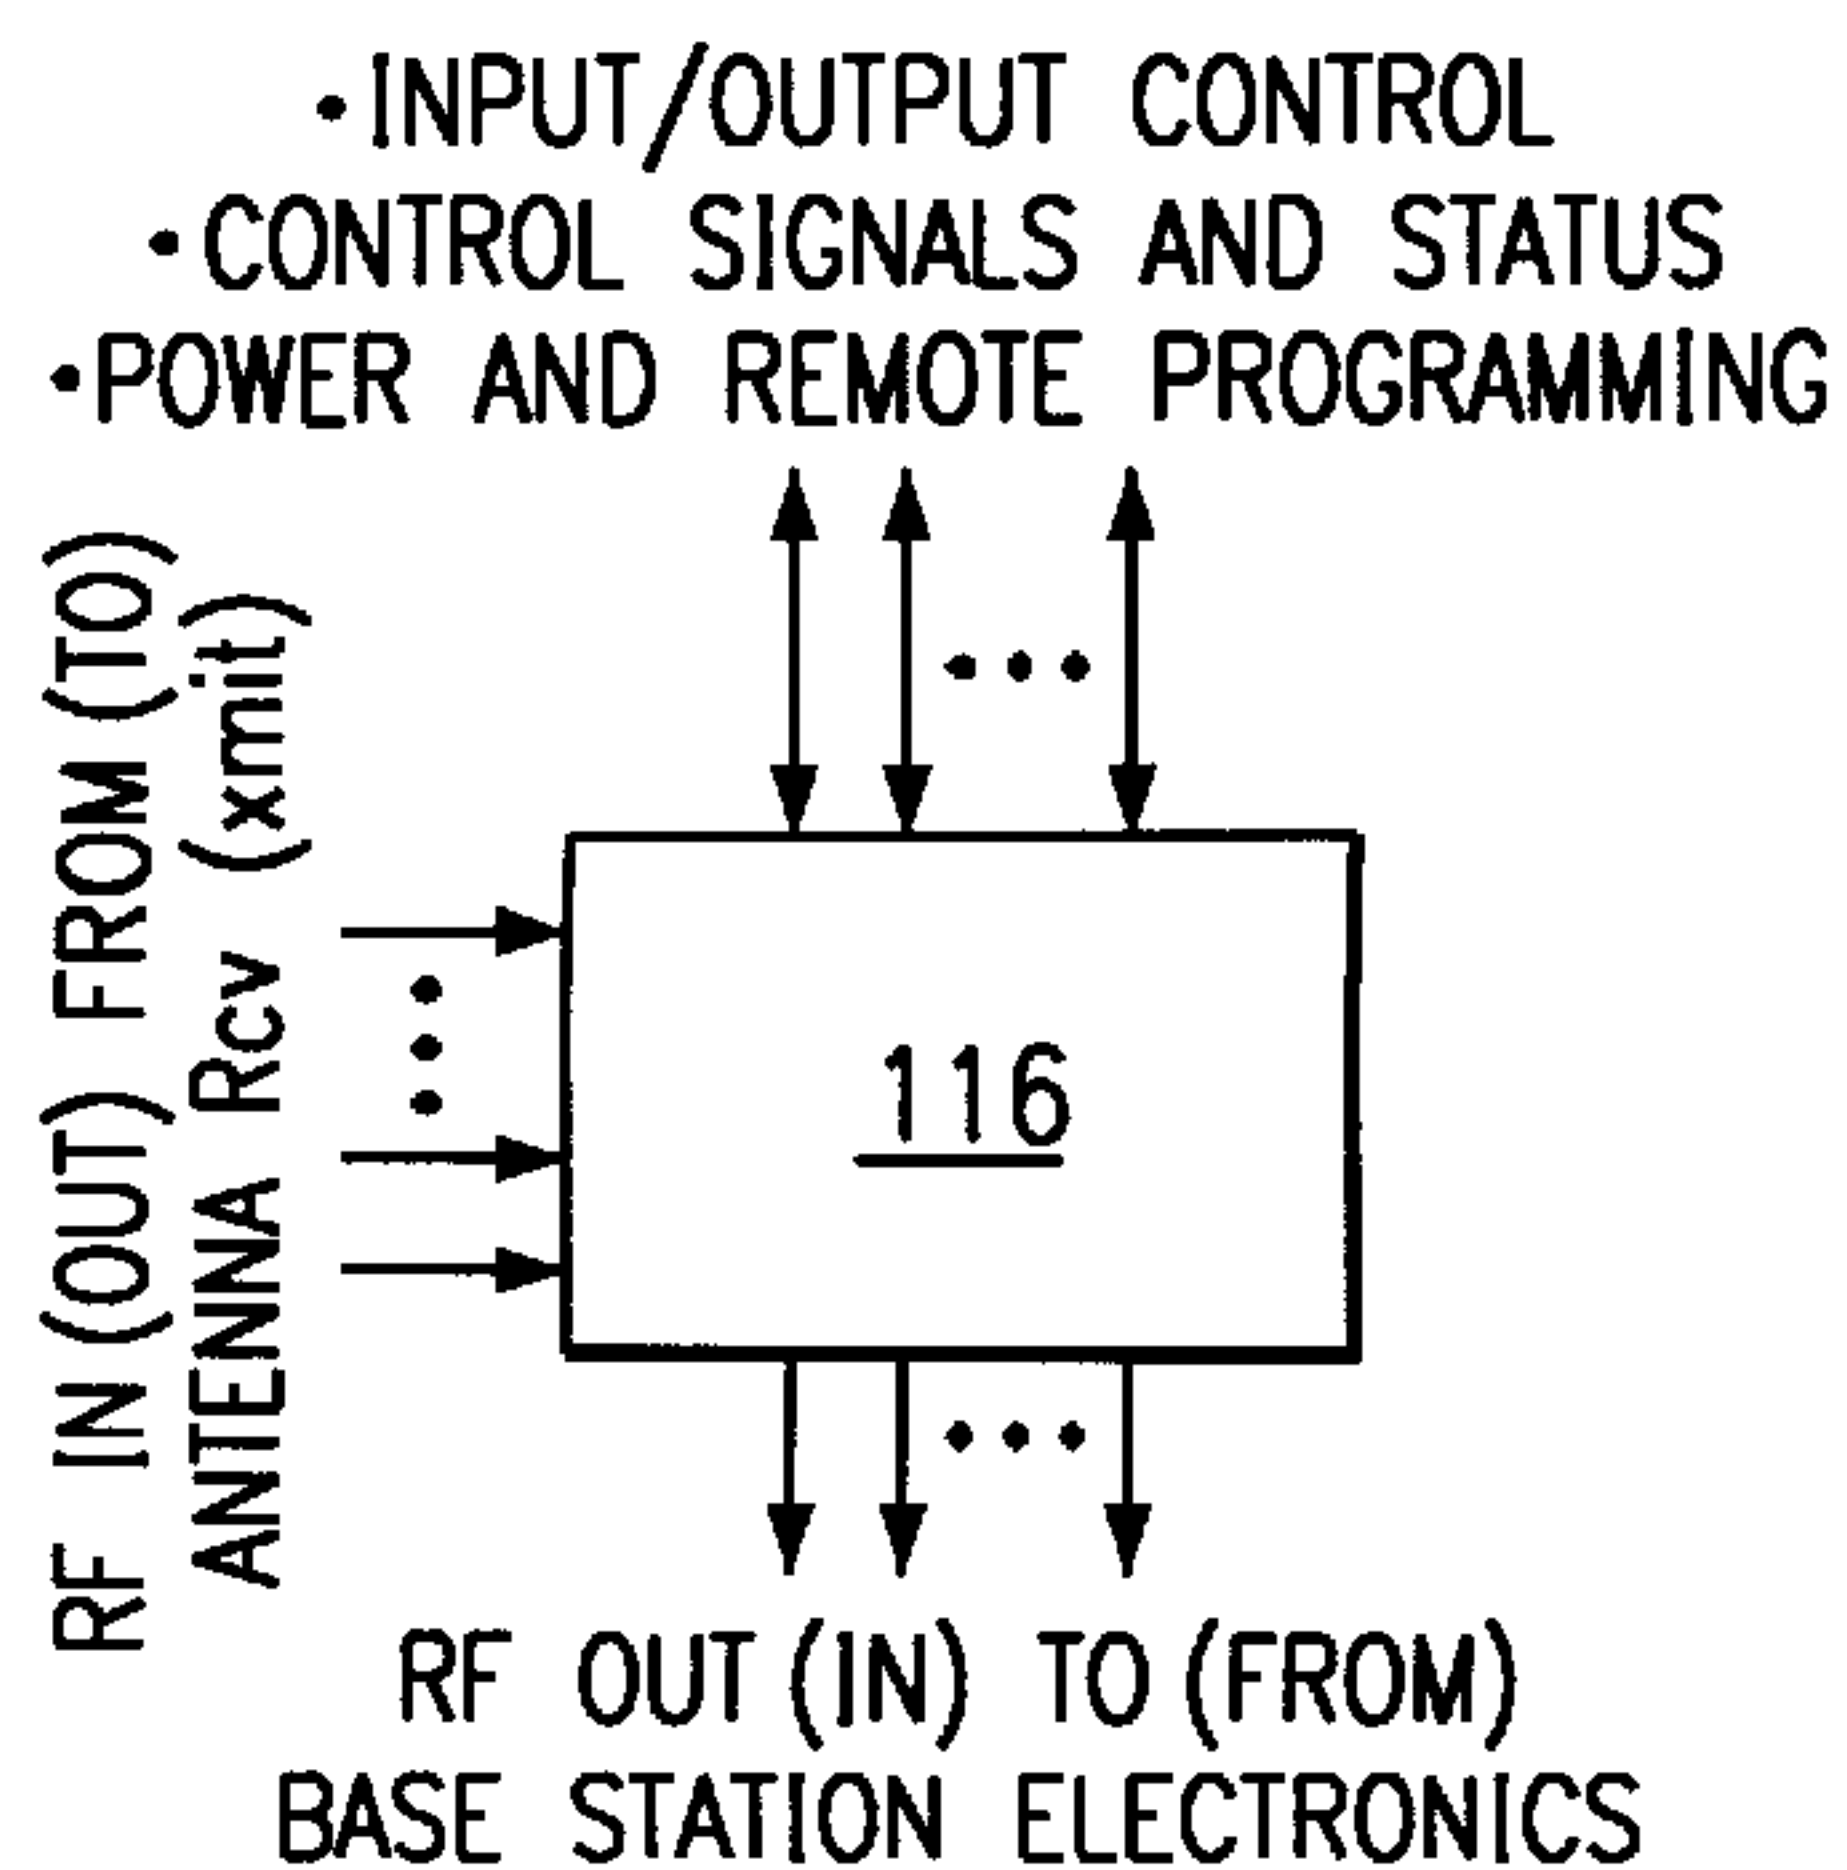 • INPUT/OUTPUT CONTROL
• CONTROL SIGNALS AND STATUS
• POWER AND REMOTE PROGRAMMING
RF IN (OUT) FROM (TO)
ANTENNA Rcv (xmit)
116
RF OUT (IN) TO (FROM)
BASE STATION ELECTRONICS